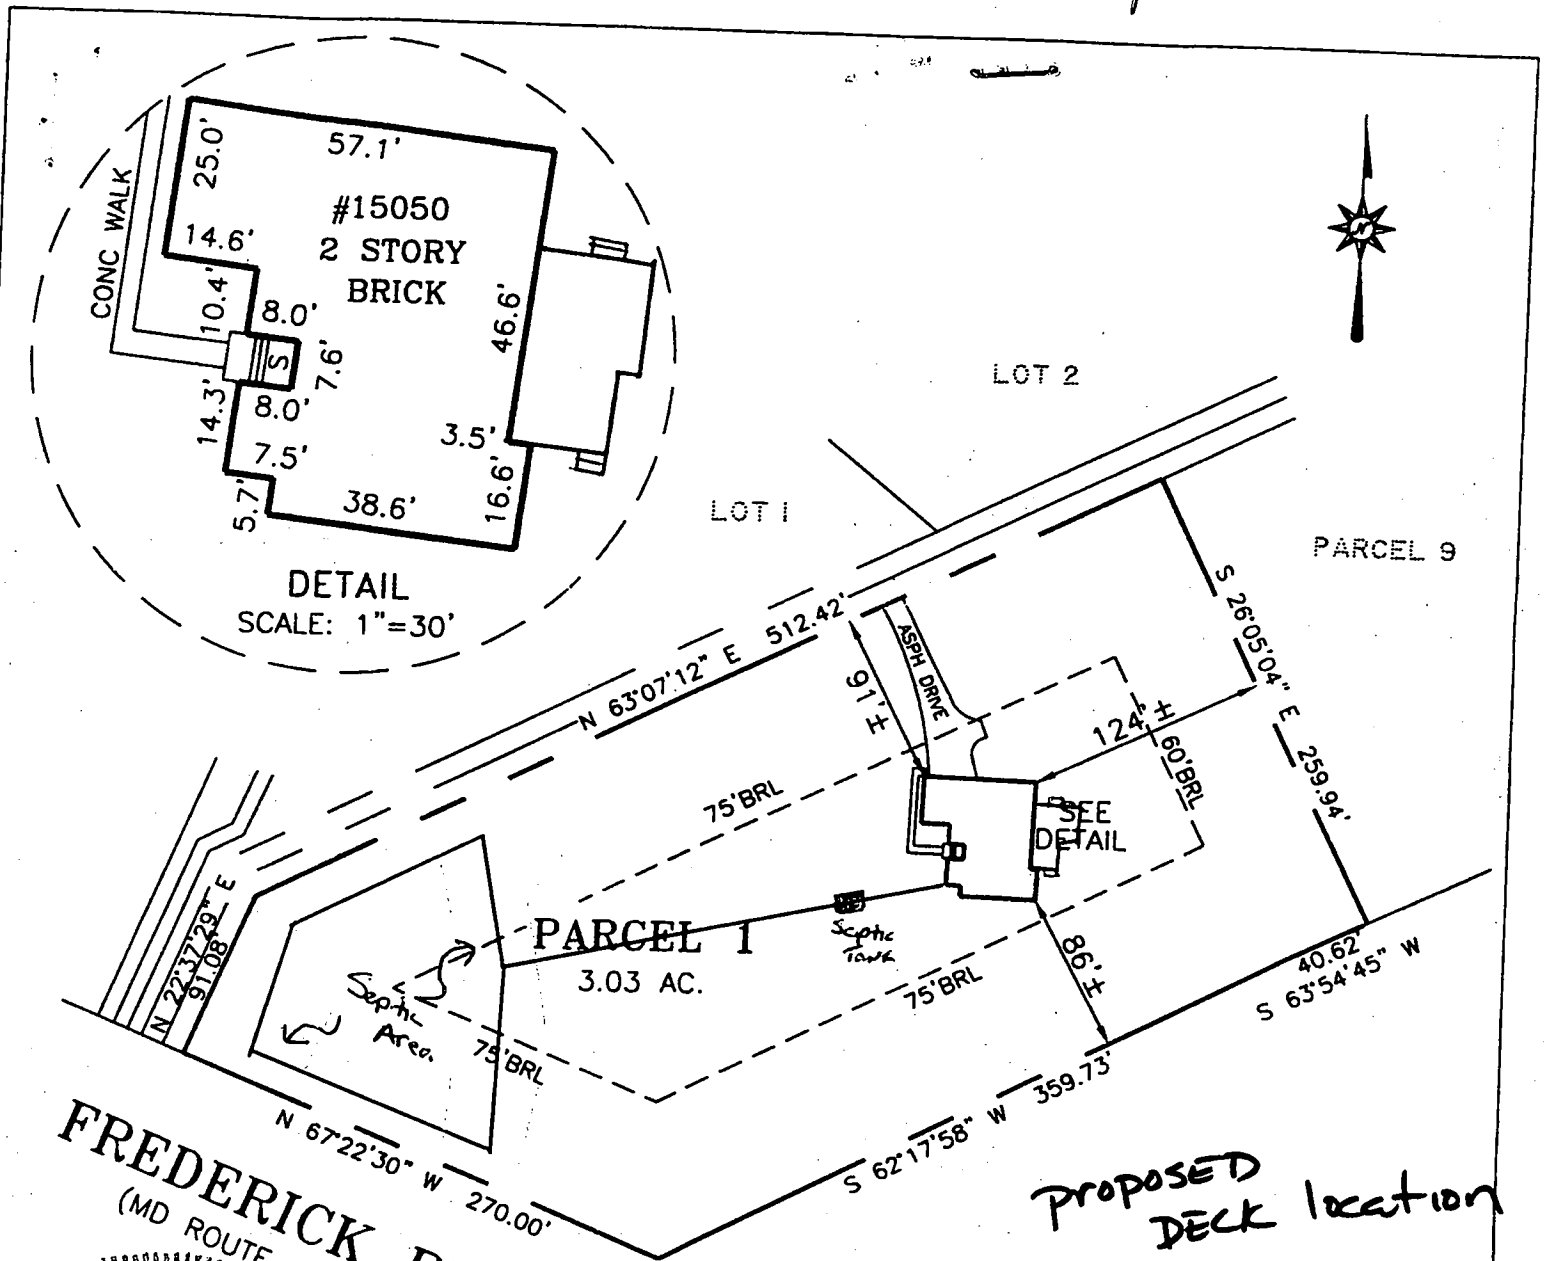 57.1'
25.0'
#15050
2 STORY
BRICK
CONC WALK
14.6'
10.4'
8.0'
S
7.6'
46.6'
14.3'
8.0'
3.5'
7.5'
16.6'
5.7'
38.6'
DETAIL
SCALE: 1"=30'
N
LOT 2
LOT 1
PARCEL 9
N 63°07'12" E 512.42'
ASPH DRIVE
91'±
S 26°05'04" E 259.94'
124'±
60'BRL
75'BRL
SEE
DETAIL
N 22°37'29" E
91.08
PARCEL 1
3.03 AC.
Septic
Tank
86'±
75'BRL
40.62'
S 63°54'45" W
Septic
Area.
75'BRL
S 62°17'58" W 359.73'
N 67°22'30" W 270.00'
FREDERICK
(MD ROUTE
PROPOSED
DECK location